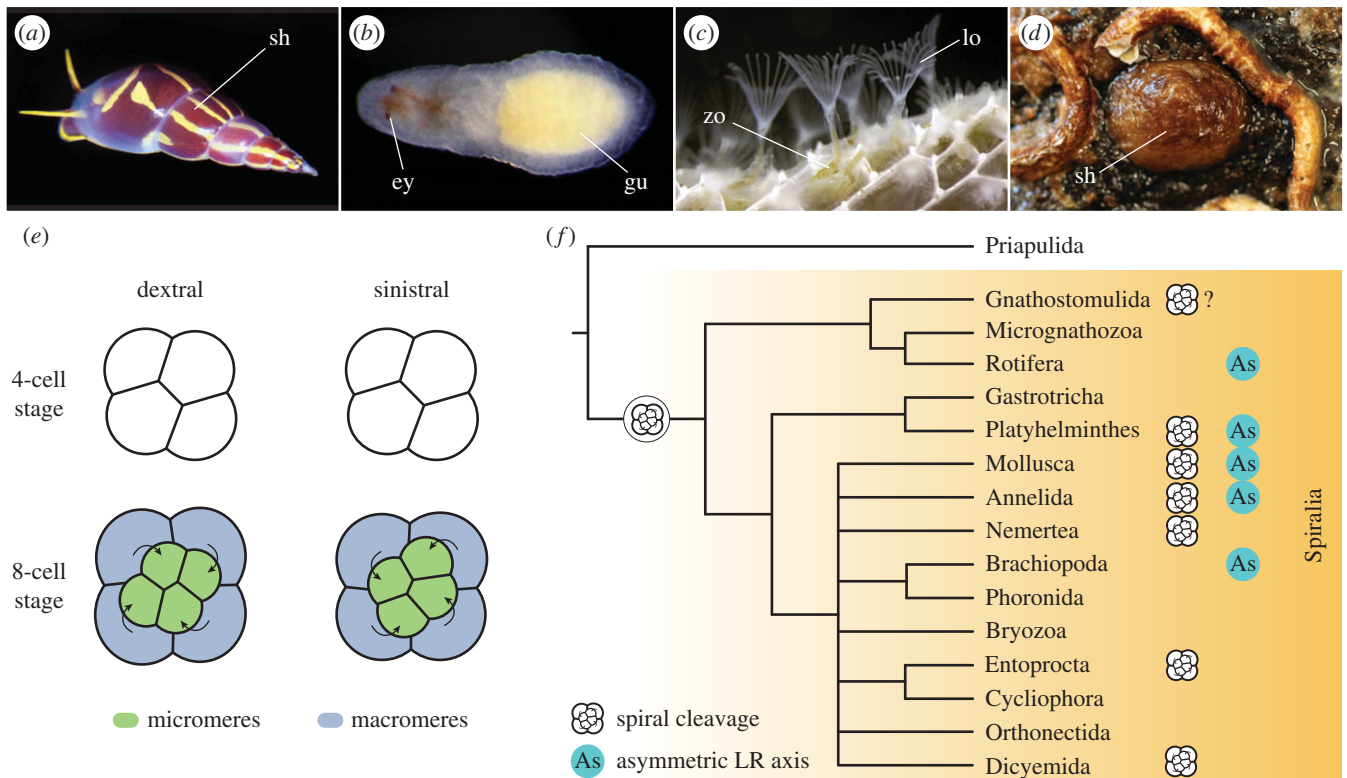 (a)
sh
(b)
ey
gu
(c)
lo
zo
(d)
sh
(e)
dextral
sinistral
4-cell
stage
8-cell
stage
micromeres
macromeres
(f)
Priapulida
Gnathostomulida ?
Micrognathozoa
Rotifera As
Gastrotricha
Platyhelminthes As
Mollusca As
Annelida As
Nemertea
Brachiopoda As
Phoronida
Bryozoa
Entoprocta
Cycliophora
Orthonectida
Dicyemida
Spiralia
spiral cleavage
As asymmetric LR axis